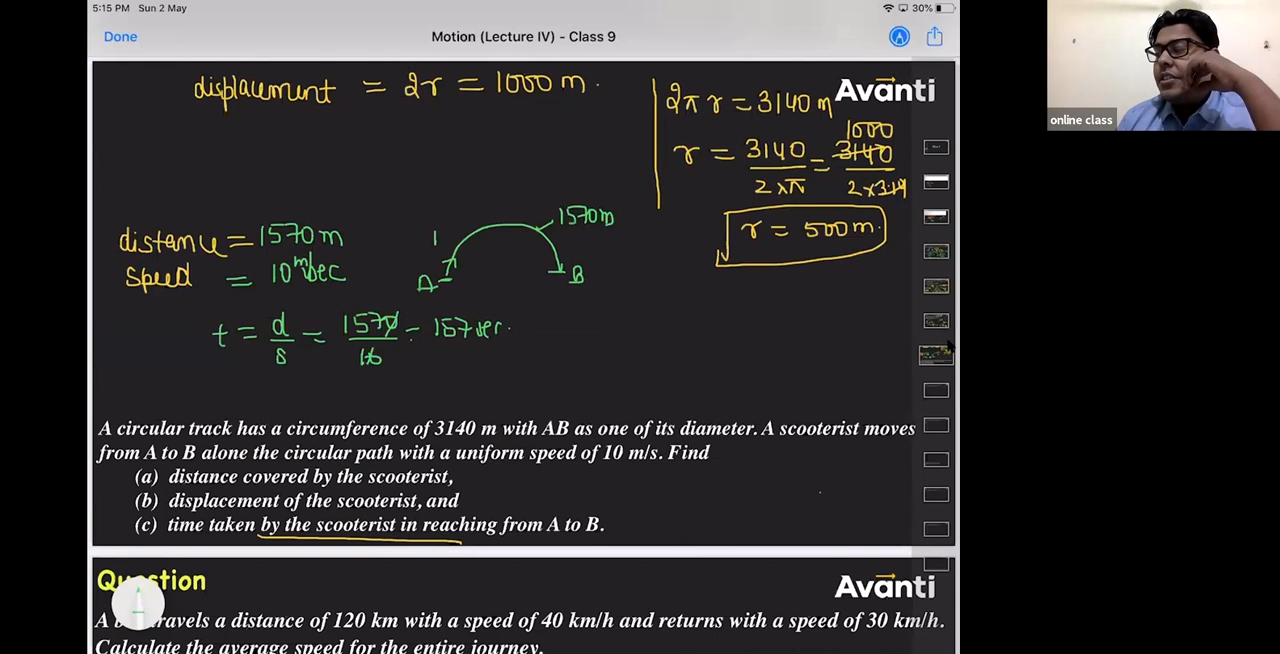 5:15 PM Sun 2 May
30%
Done
Motion (Lecture IV) - Class 9
displacement = 2r = 1000 m.
2π r = 3140 m
Avanti
online class
1000
r = 3140 = 3140
2 × π 2 × 3.14
r = 500 m.
1570 m
distance = 1570 m
speed = 10 m/sec
A B
t = d = 1570 = 157 sec.
s 10
A circular track has a circumference of 3140 m with AB as one of its diameter. A scooterist moves
from A to B alone the circular path with a uniform speed of 10 m/s. Find
(a) distance covered by the scooterist,
(b) displacement of the scooterist, and
(c) time taken by the scooterist in reaching from A to B.
Question
Avanti
A travels a distance of 120 km with a speed of 40 km/h and returns with a speed of 30 km/h.
Calculate the average speed for the entire journey.